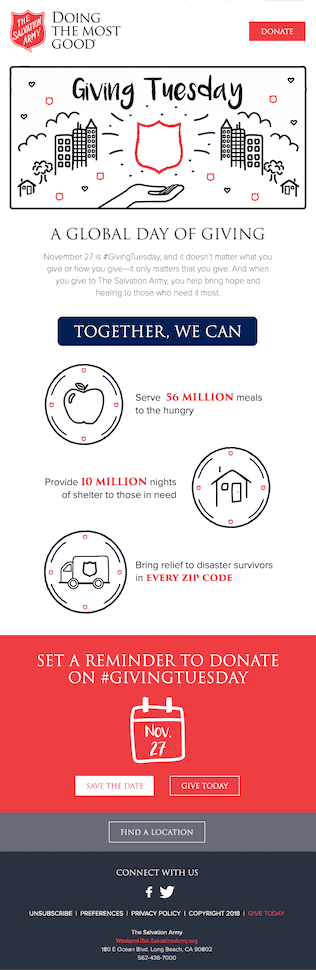 THE
SALVATION
ARMY
DOING
THE MOST
GOOD®
DONATE
Giving Tuesday
A GLOBAL DAY OF GIVING
November 27 is #GivingTuesday, and it doesn't matter what you
give or how you give—it only matters that you give. And when
you give to The Salvation Army, you help bring hope and
healing to those who need it most.
TOGETHER, WE CAN
Serve 56 MILLION meals
to the hungry
Provide 10 MILLION nights
of shelter to those in need
Bring relief to disaster survivors
in EVERY ZIP CODE
SET A REMINDER TO DONATE
ON #GIVINGTUESDAY
Nov.
27
SAVE THE DATE
GIVE TODAY
FIND A LOCATION
CONNECT WITH US
UNSUBSCRIBE | PREFERENCES | PRIVACY POLICY | COPYRIGHT 2018 | GIVE TODAY
The Salvation Army
WesternUSA.SalvationArmy.org
180 E Ocean Blvd, Long Beach, CA 90802
562-436-7000